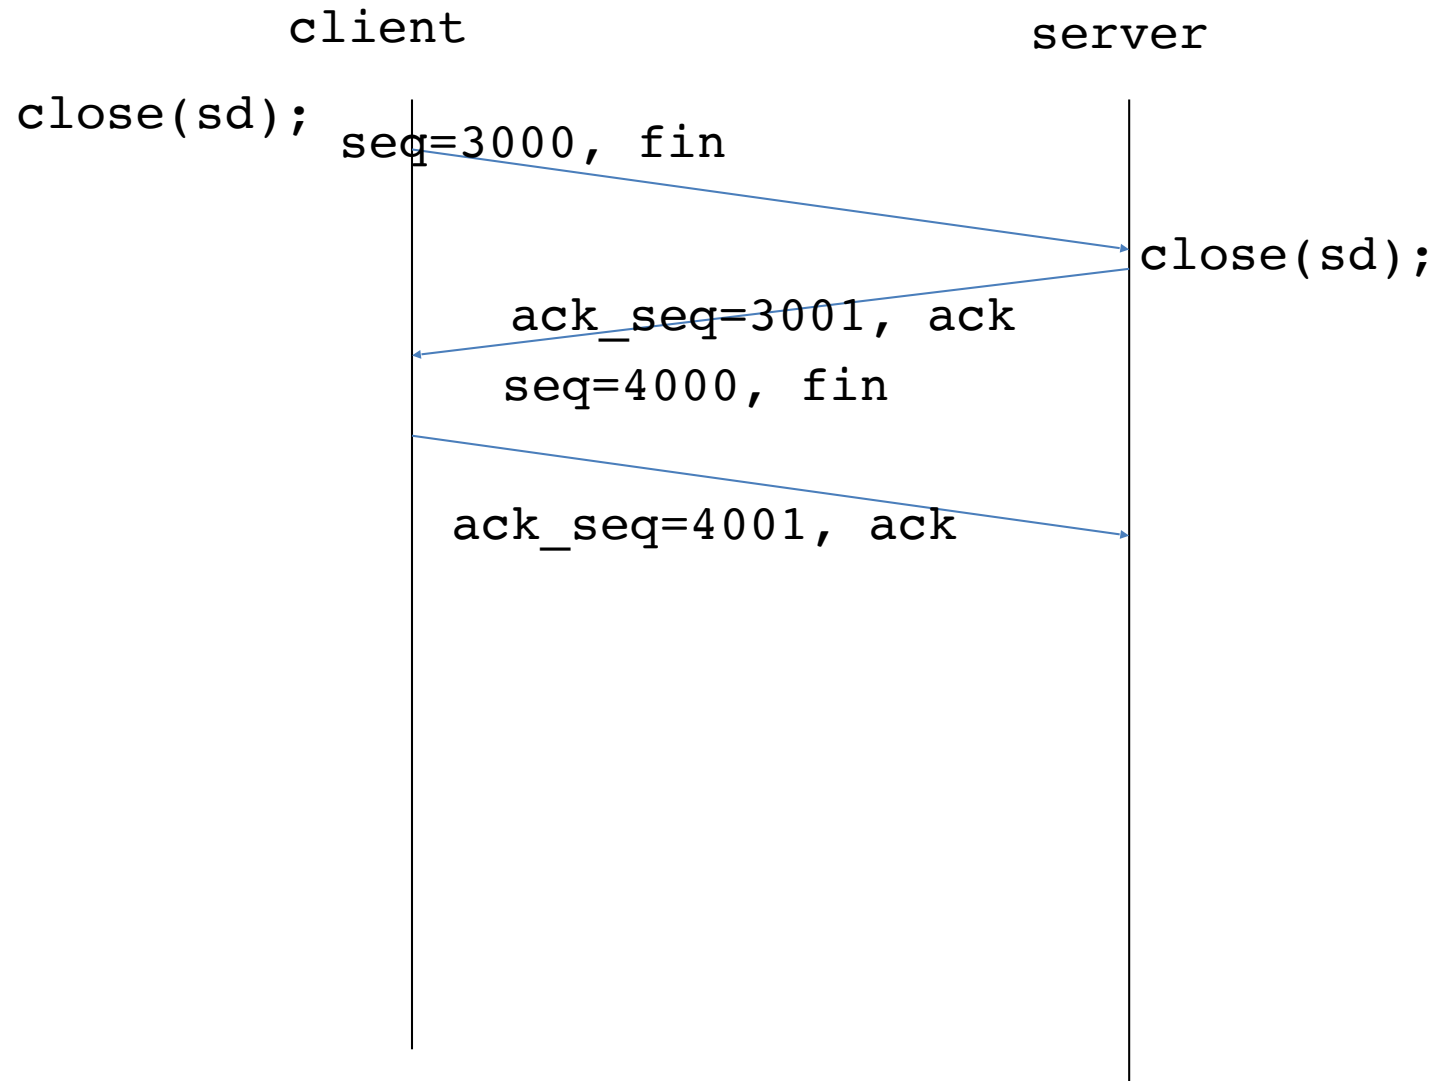 client
server
close(sd);
seq=3000, fin
close(sd);
ack_seq=3001, ack
seq=4000, fin
ack_seq=4001, ack